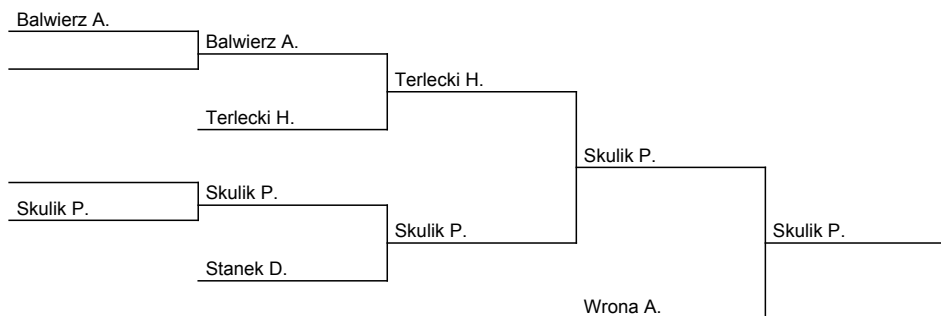 Balwierz A.
Balwierz A.
Terlecki H.
Terlecki H.
Skulik P.
Skulik P.
Skulik P.
Skulik P.
Skulik P.
Stanek D.
Wrona A.